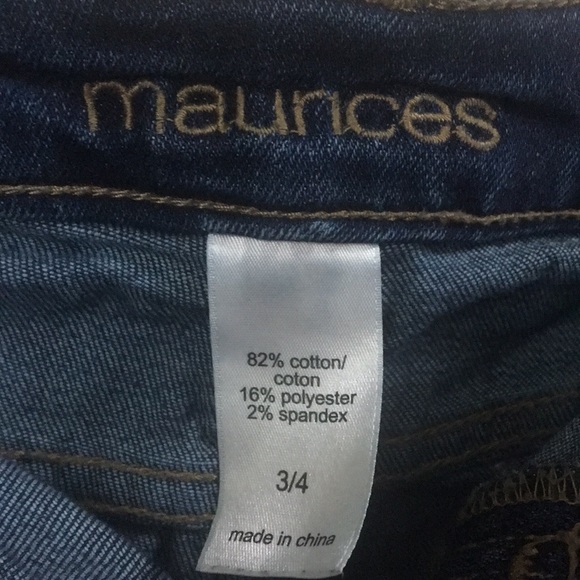 maurices
82% cotton/
coton
16% polyester
2% spandex
3/4
made in china